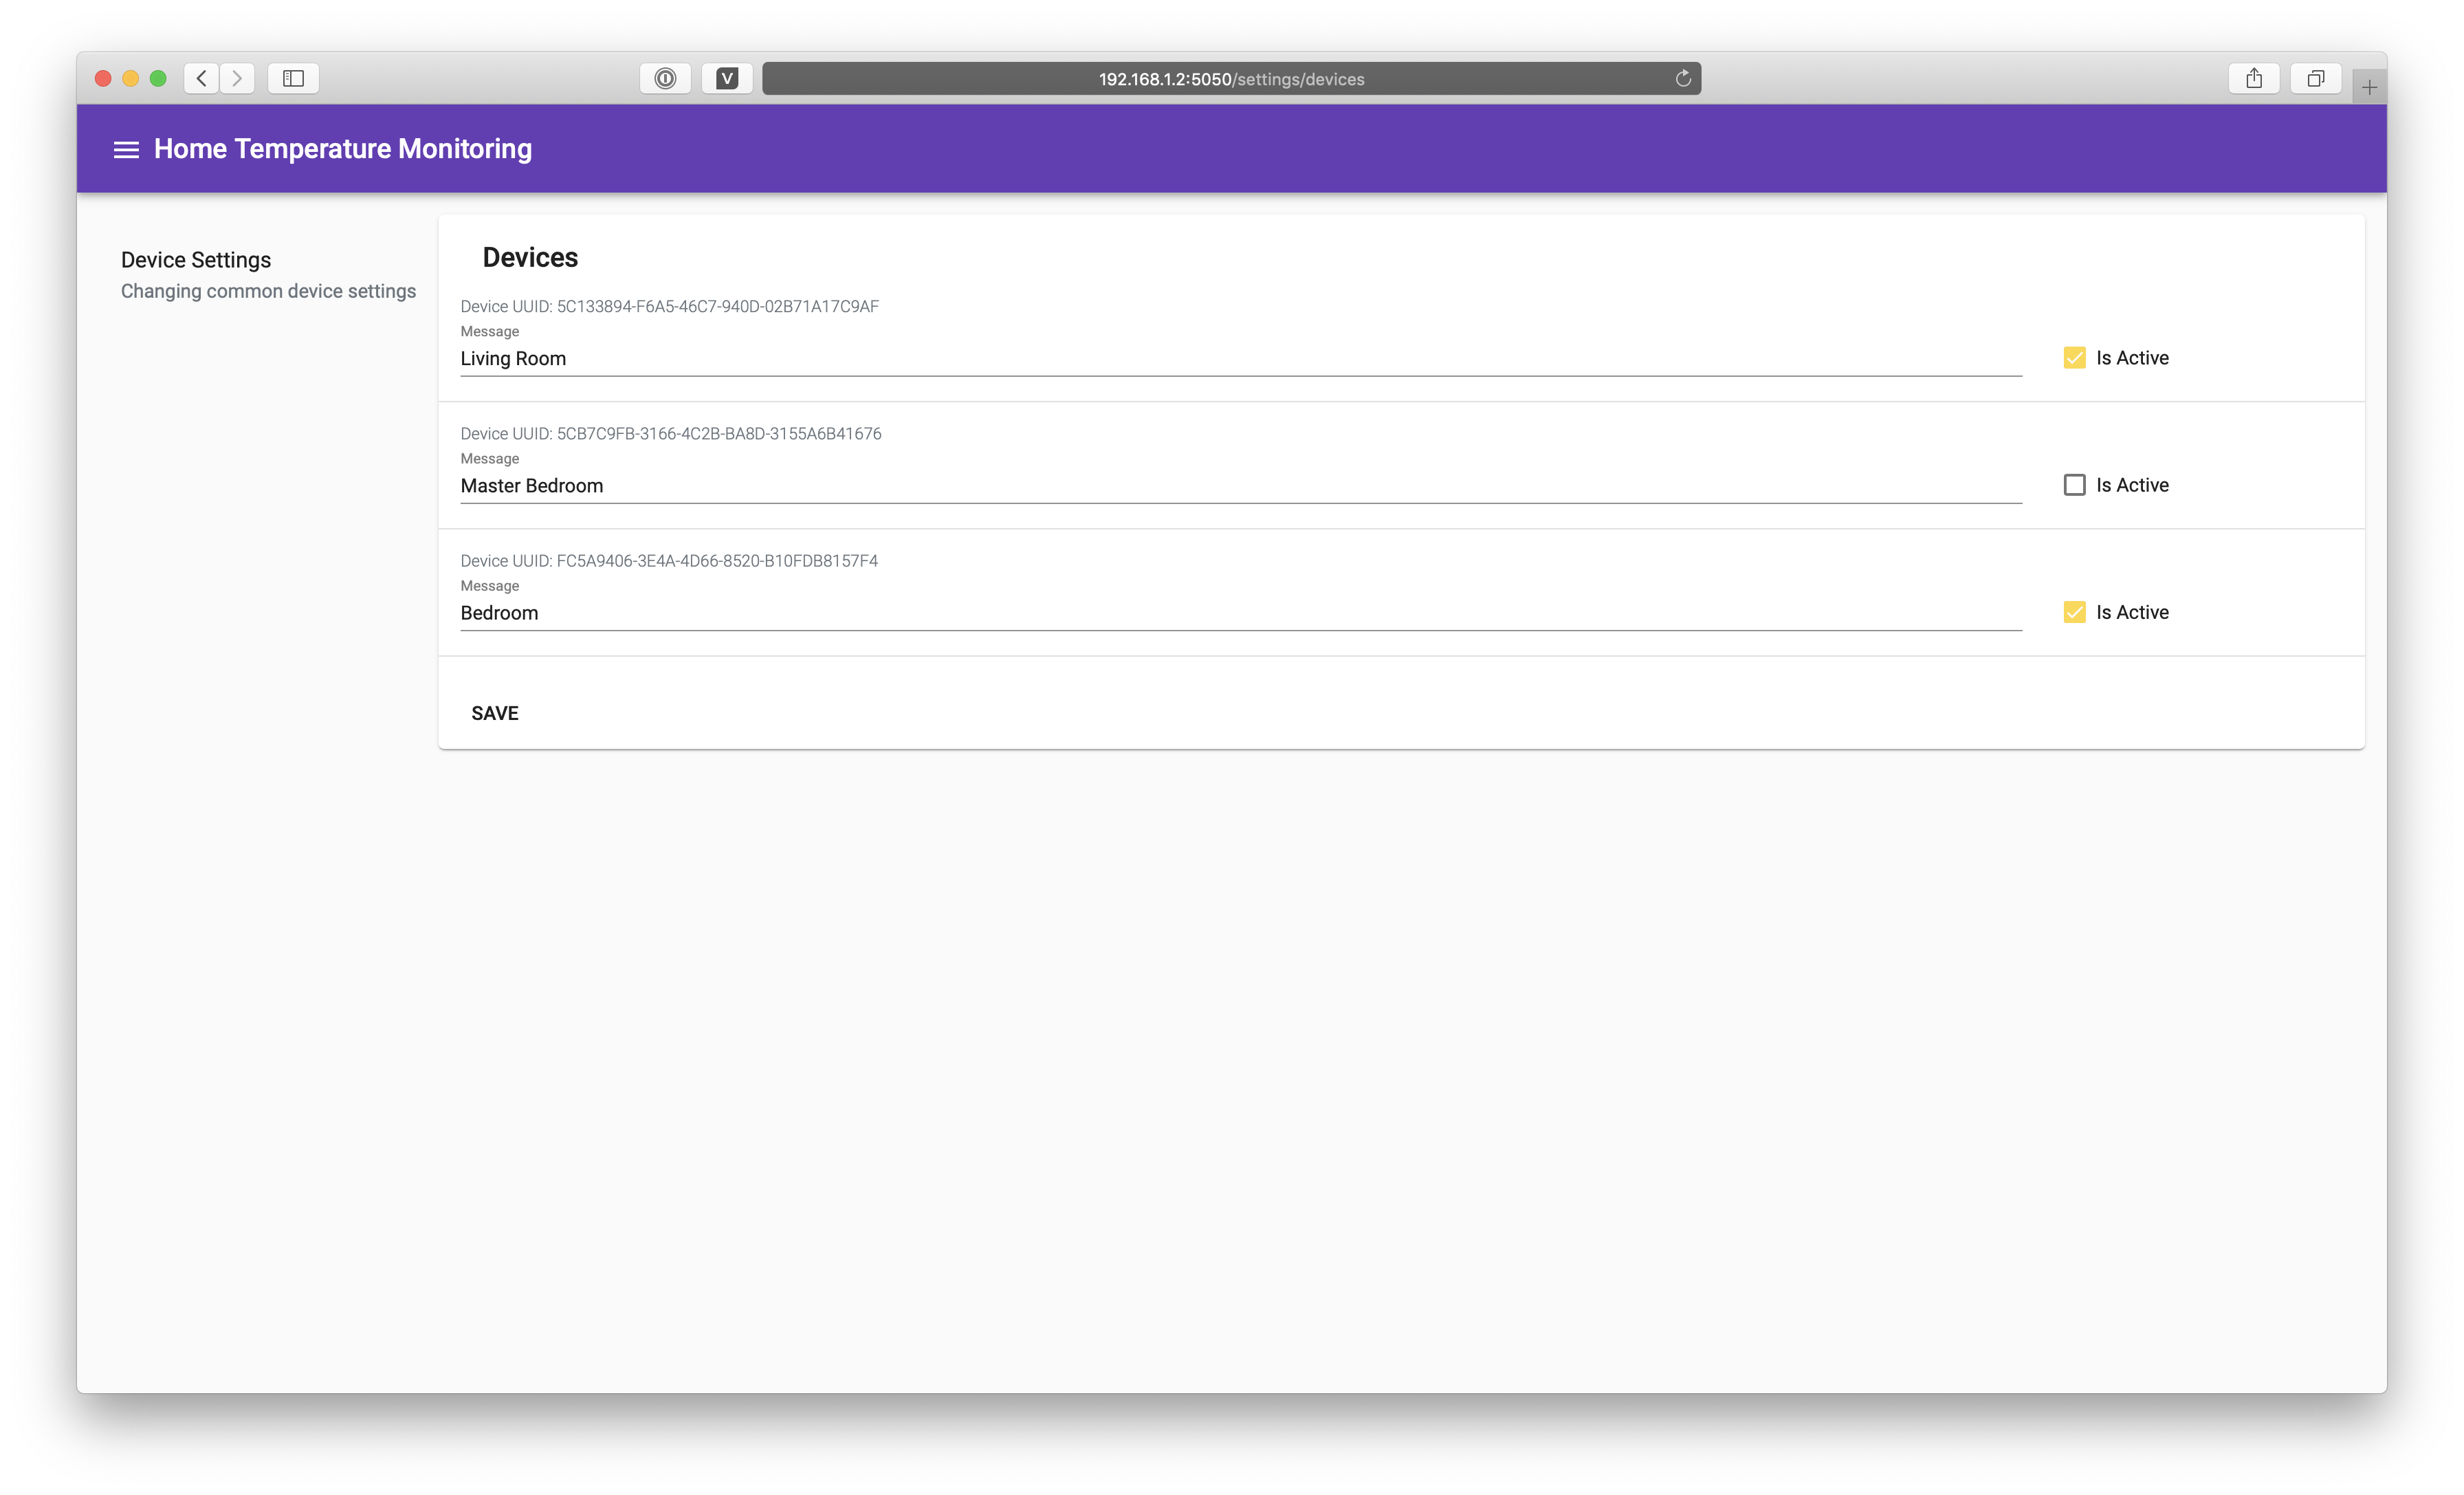 V
192.168.1.2:5050/settings/devices
Home Temperature Monitoring
Device Settings
Changing common device settings
Devices
Device UUID: 5C133894-F6A5-46C7-940D-02B71A17C9AF
Message
Living Room
Is Active
Device UUID: 5CB7C9FB-3166-4C2B-BA8D-3155A6B41676
Message
Master Bedroom
Is Active
Device UUID: FC5A9406-3E4A-4D66-8520-B10FDB8157F4
Message
Bedroom
Is Active
SAVE